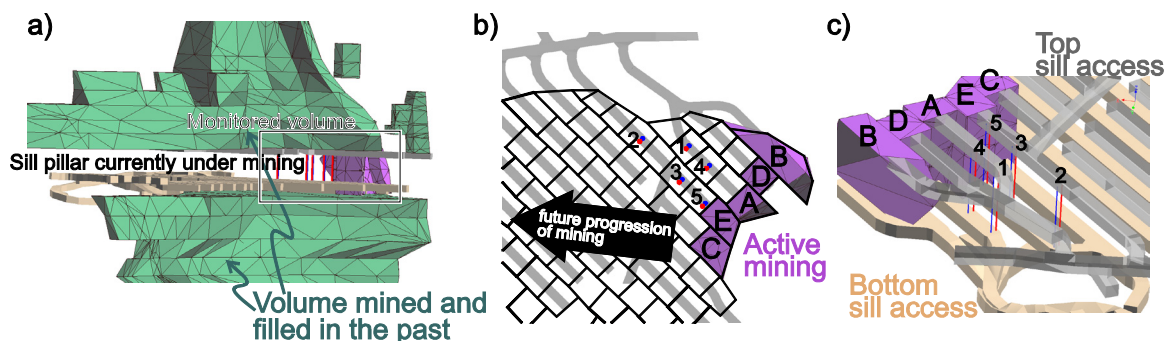 a)
Monitored volume
Sill pillar currently under mining
Volume mined and
filled in the past
b)
2
1
4
3
5
B
D
A
E
C
future progression
of mining
Active
mining
c)
Top
sill access
C
E
A
D
B
5
4
3
1
2
Bottom
sill access